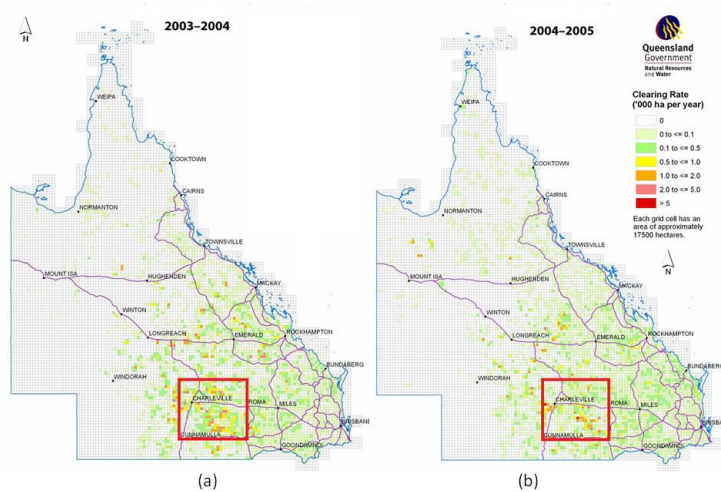 2003–2004
N
WEIPA
COOKTOWN
CAIRNS
NORMANTON
TOWNSVILLE
MOUNT ISA
HUGHENDEN
MACKAY
WINTON
LONGREACH
EMERALD
ROCKHAMPTON
WINDORAH
BUNDABERG
CHARLEVILLE
ROMA
MILES
BRISBANE
CUNNAMULLA
GOONDIWINDI
(a)
2004–2005
N
WEIPA
COOKTOWN
CAIRNS
NORMANTON
TOWNSVILLE
MOUNT ISA
HUGHENDEN
MACKAY
WINTON
LONGREACH
EMERALD
ROCKHAMPTON
WINDORAH
BUNDABERG
CHARLEVILLE
ROMA
MILES
BRISBANE
CUNNAMULLA
GOONDIWINDI
(b)
Queensland
Government
Natural Resources
and Water
Clearing Rate
('000 ha per year)
0
0 to <= 0.1
0.1 to <= 0.5
0.5 to <= 1.0
1.0 to <= 2.0
2.0 to <= 5.0
> 5
Each grid cell has an
area of approximately
17500 hectares.